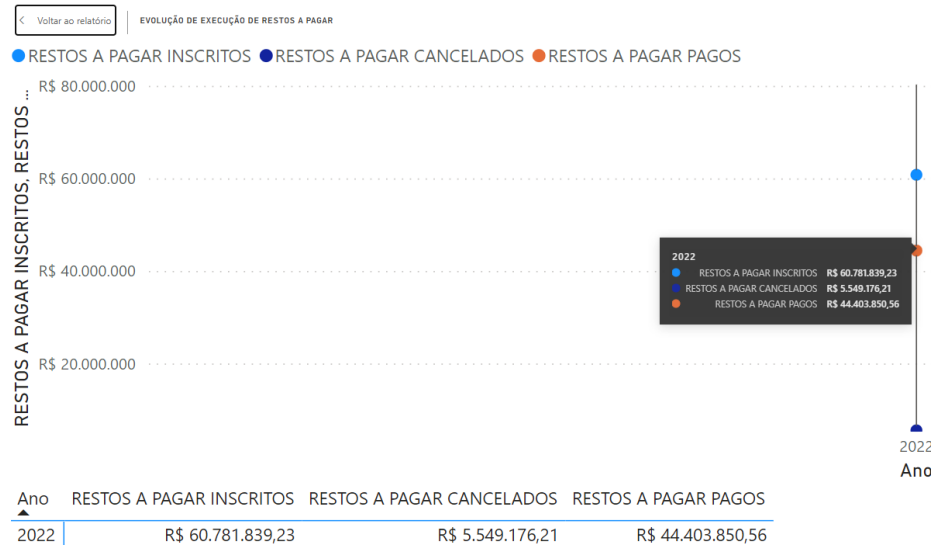 Voltar ao relatório
EVOLUÇÃO DE EXECUÇÃO DE RESTOS A PAGAR
RESTOS A PAGAR INSCRITOS RESTOS A PAGAR CANCELADOS RESTOS A PAGAR PAGOS
RESTOS A PAGAR INSCRITOS, RESTOS ...
R$ 80.000.000
R$ 60.000.000
R$ 40.000.000
R$ 20.000.000
2022
RESTOS A PAGAR INSCRITOS R$ 60.781.839,23
RESTOS A PAGAR CANCELADOS R$ 5.549.176,21
RESTOS A PAGAR PAGOS R$ 44.403.850,56
2022
Ano
Ano RESTOS A PAGAR INSCRITOS RESTOS A PAGAR CANCELADOS RESTOS A PAGAR PAGOS
2022 R$ 60.781.839,23 R$ 5.549.176,21 R$ 44.403.850,56